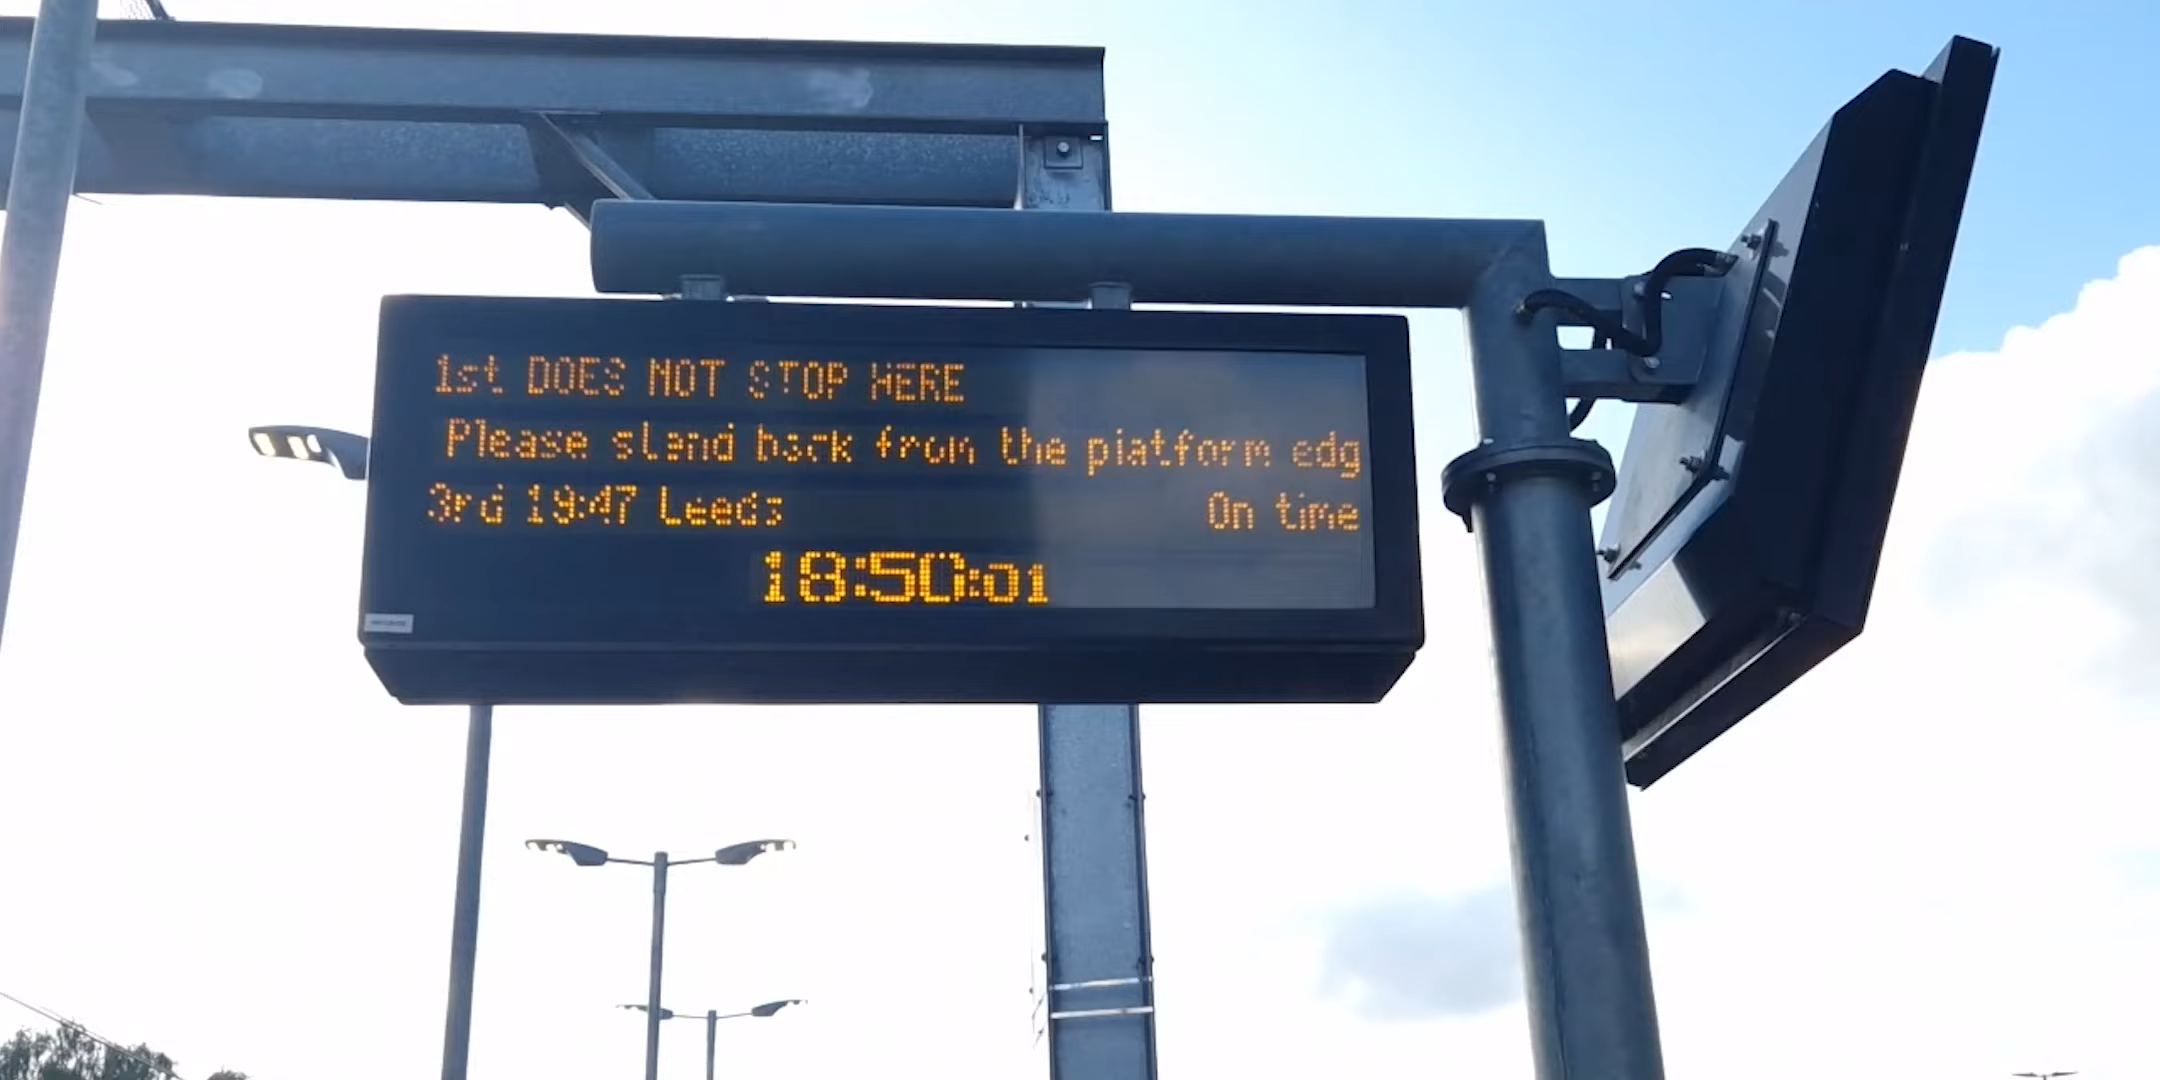 1st DOES NOT STOP HERE
Please stand back from the platform edg
3rd 19:47 Leeds On time
18:50:01